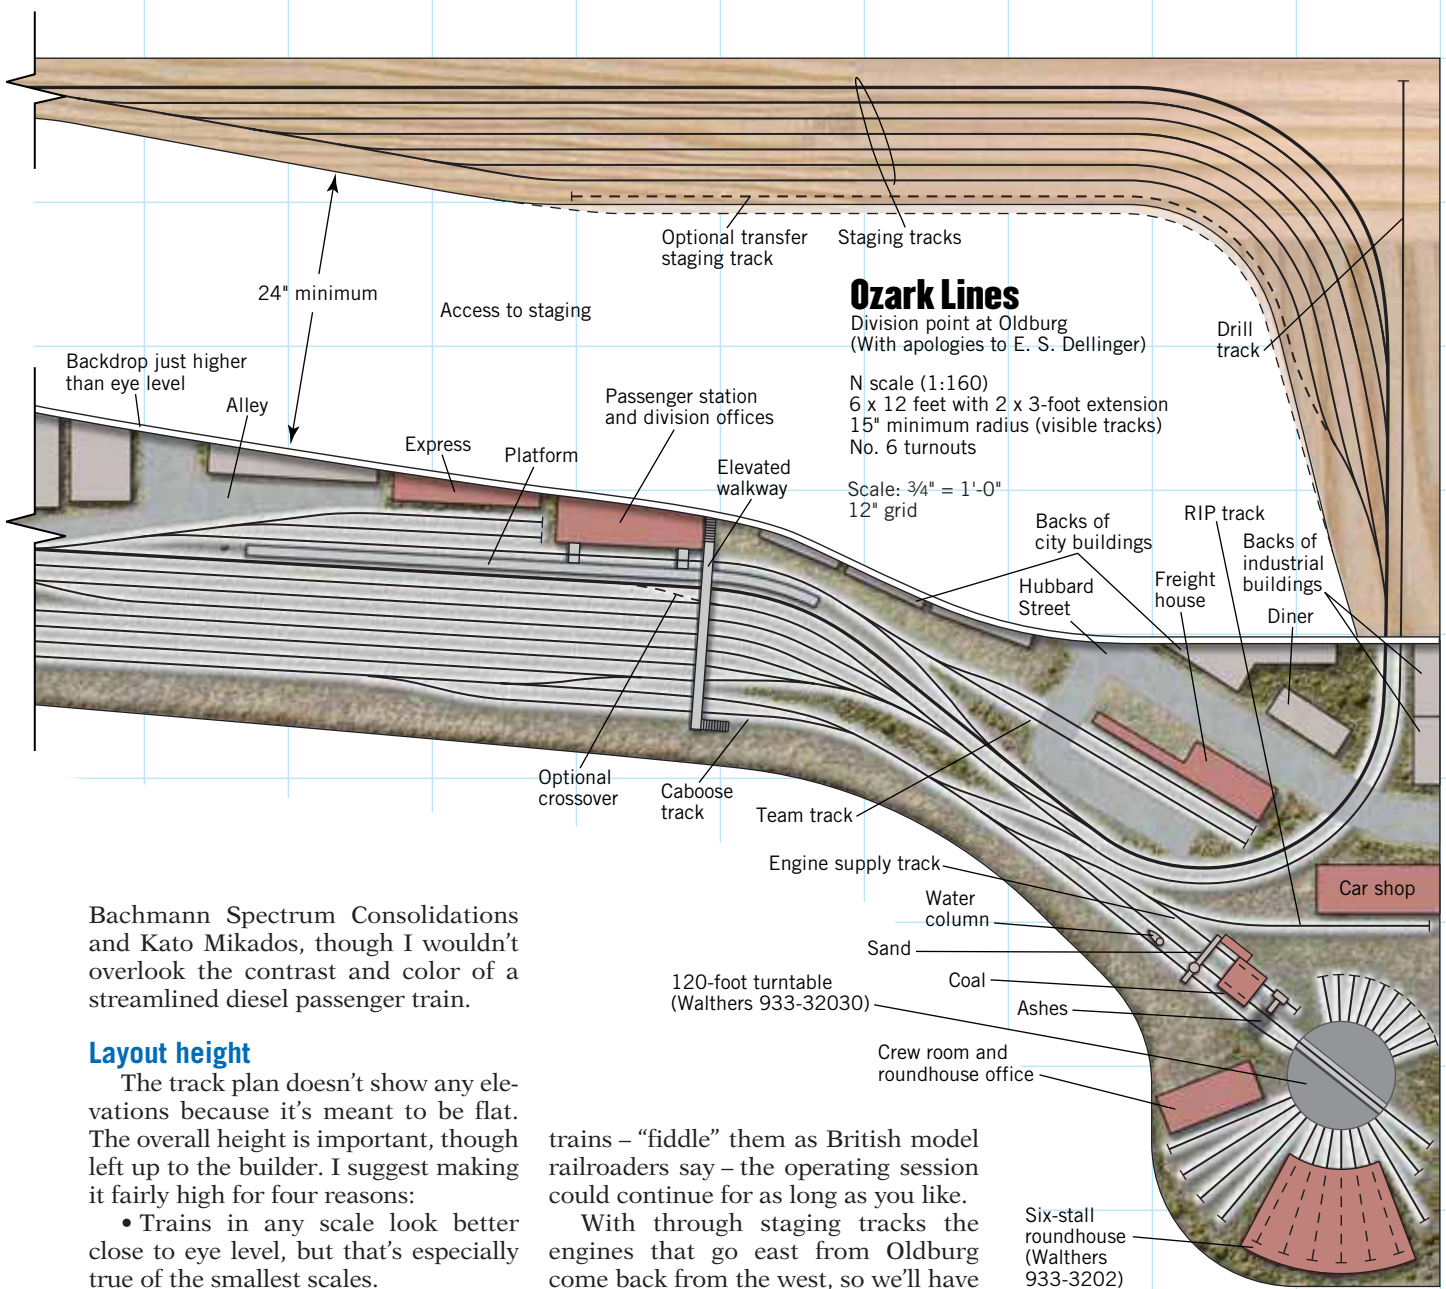 Optional transfer
staging track
Staging tracks
24" minimum
Access to staging
Ozark Lines
Division point at Oldburg
(With apologies to E. S. Dellinger)
N scale (1:160)
6 x 12 feet with 2 x 3-foot extension
15" minimum radius (visible tracks)
No. 6 turnouts
Scale: ¾" = 1'-0"
12" grid
Drill
track
Backdrop just higher
than eye level
Alley
Express
Platform
Passenger station
and division offices
Elevated
walkway
Backs of
city buildings
RIP track
Backs of
industrial
buildings
Hubbard
Street
Freight
house
Diner
Optional
crossover
Caboose
track
Team track
Engine supply track
Car shop
Water
column
Sand
Coal
Ashes
120-foot turntable
(Walthers 933-32030)
Crew room and
roundhouse office
Six-stall
roundhouse
(Walthers
933-3202)
Bachmann Spectrum Consolidations
and Kato Mikados, though I wouldn't
overlook the contrast and color of a
streamlined diesel passenger train.
Layout height
The track plan doesn't show any ele-
vations because it's meant to be flat.
The overall height is important, though
left up to the builder. I suggest making
it fairly high for four reasons:
• Trains in any scale look better
close to eye level, but that's especially
true of the smallest scales.
trains – "fiddle" them as British model
railroaders say – the operating session
could continue for as long as you like.
With through staging tracks the
engines that go east from Oldburg
come back from the west, so we'll have